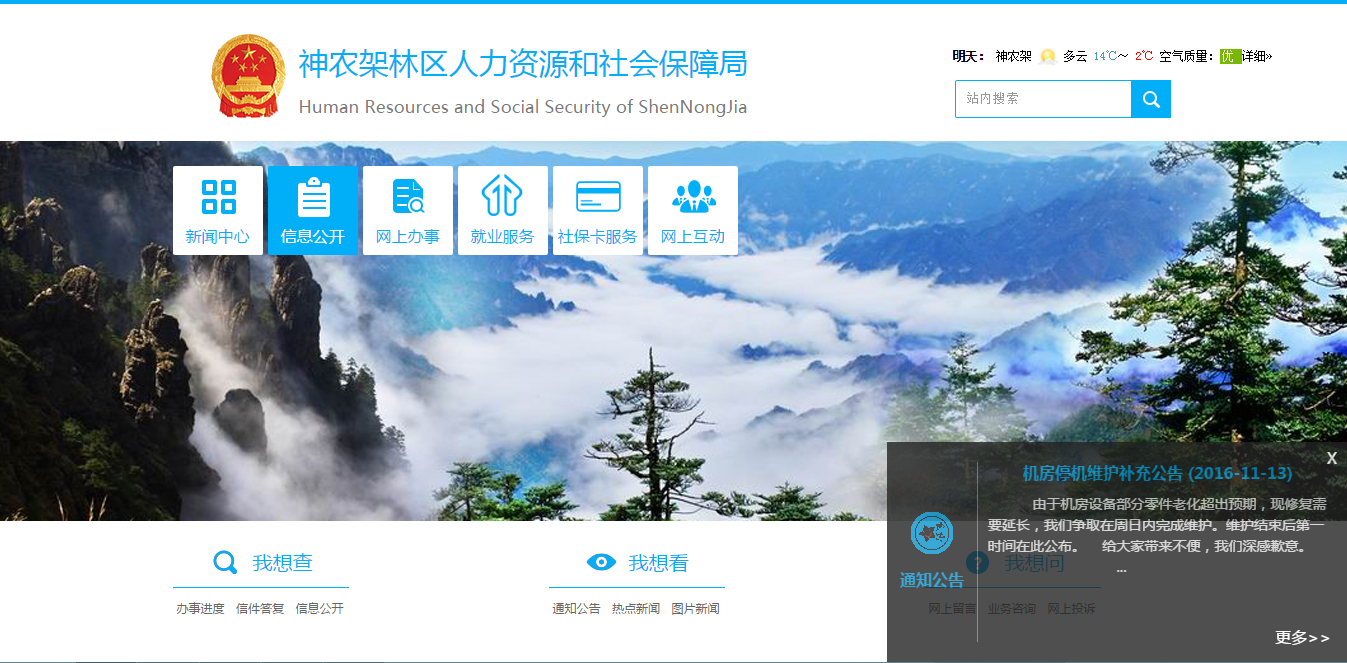 神农架林区人力资源和社会保障局
Human Resources and Social Security of ShenNongJia
明天： 神农架 多云 14℃～ 2℃ 空气质量： 优 详细»
站内搜索
新闻中心 信息公开 网上办事 就业服务 社保卡服务 网上互动
X
机房停机维护补充公告 (2016-11-13)
由于机房设备部分零件老化超出预期，现修复需
要延长，我们争取在周日内完成维护。维护结束后第一
时间在此公布。 给大家带来不便，我们深感歉意。
...
通知公告
更多>>
我想查 我想看 我想问
办事进度 信件答复 信息公开 通知公告 热点新闻 图片新闻 网上留言 业务咨询 网上投诉